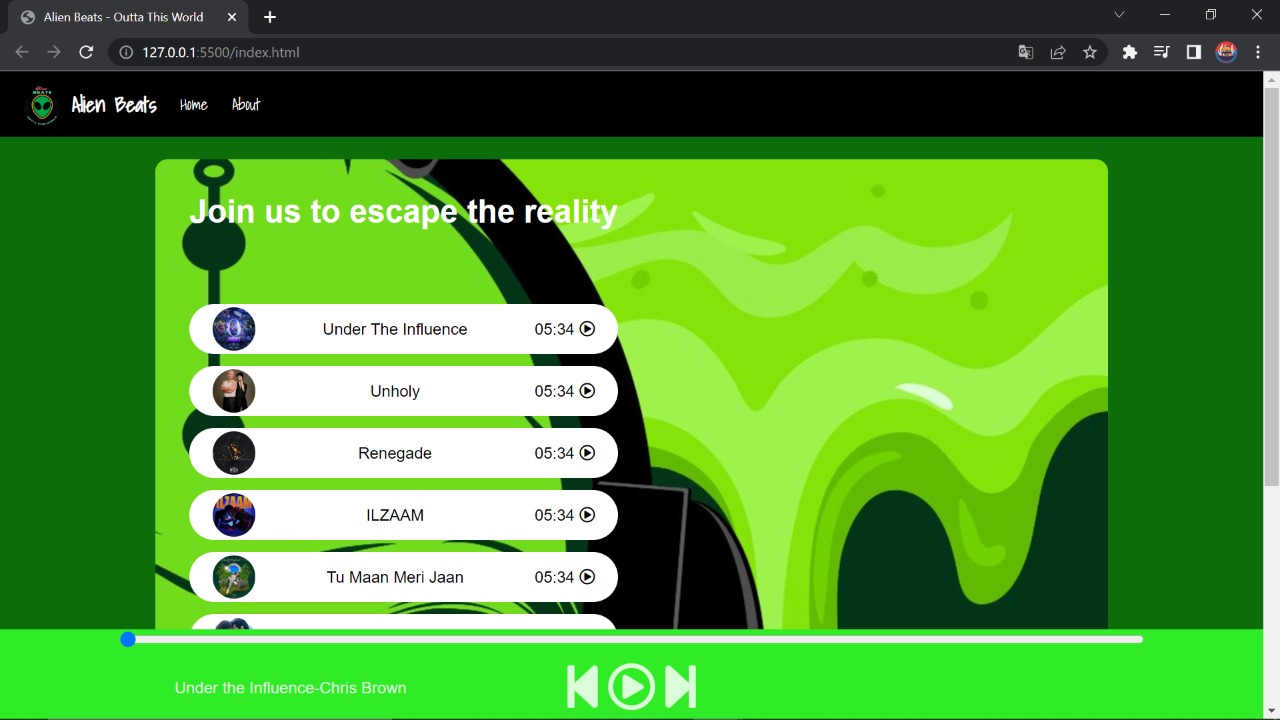 Alien Beats - Outta This World
127.0.0.1:5500/index.html
BEATS
Alien Beats Home About
Join us to escape the reality
Under The Influence 05:34
Unholy 05:34
Renegade 05:34
ILZAAM 05:34
Tu Maan Meri Jaan 05:34
Under the Influence-Chris Brown